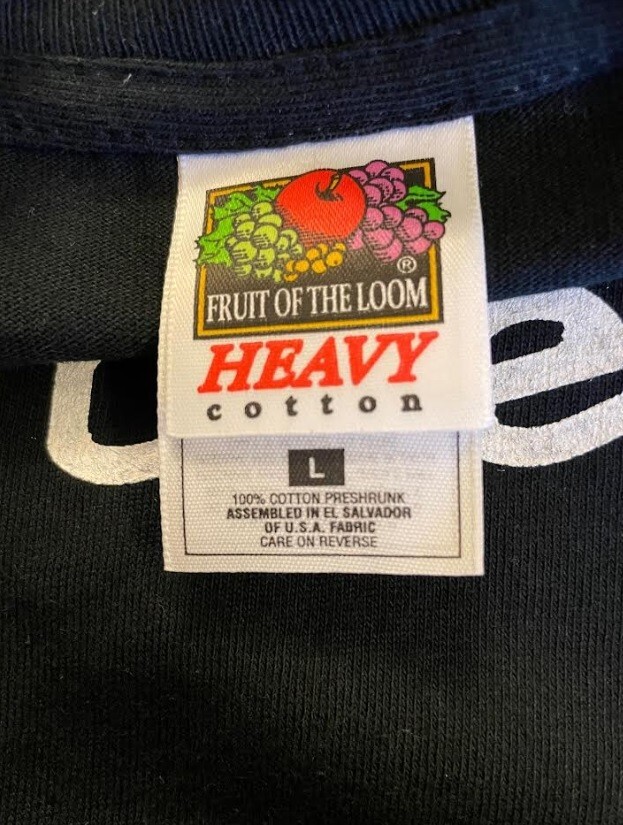 ®
FRUIT OF THE LOOM
HEAVY
cotton
L
100% COTTON PRESHRUNK
ASSEMBLED IN EL SALVADOR
OF U.S.A. FABRIC
CARE ON REVERSE
e